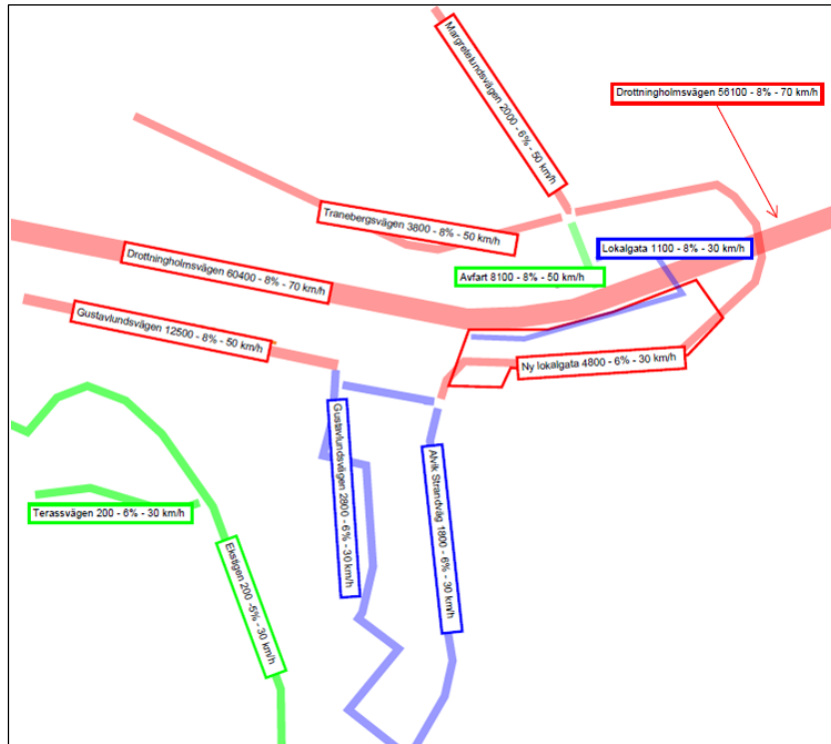 Margretelundsvägen 2000 - 6% - 50 km/h
Drottningholmsvägen 56100 - 8% - 70 km/h
Tranebergsvägen 3800 - 8% - 50 km/h
Lokalgata 1100 - 8% - 30 km/h
Drottningholmsvägen 60400 - 8% - 70 km/h
Avfart 8100 - 8% - 50 km/h
Gustavlundsvägen 12500 - 8% - 50 km/h
Ny lokalgata 4800 - 6% - 30 km/h
Gustavlundsvägen 2800 - 6% - 30 km/h
Alvik Strandväg 1800 - 6% - 30 km/h
Terassvägen 200 - 6% - 30 km/h
Ekstigen 200 -5% - 30 km/h